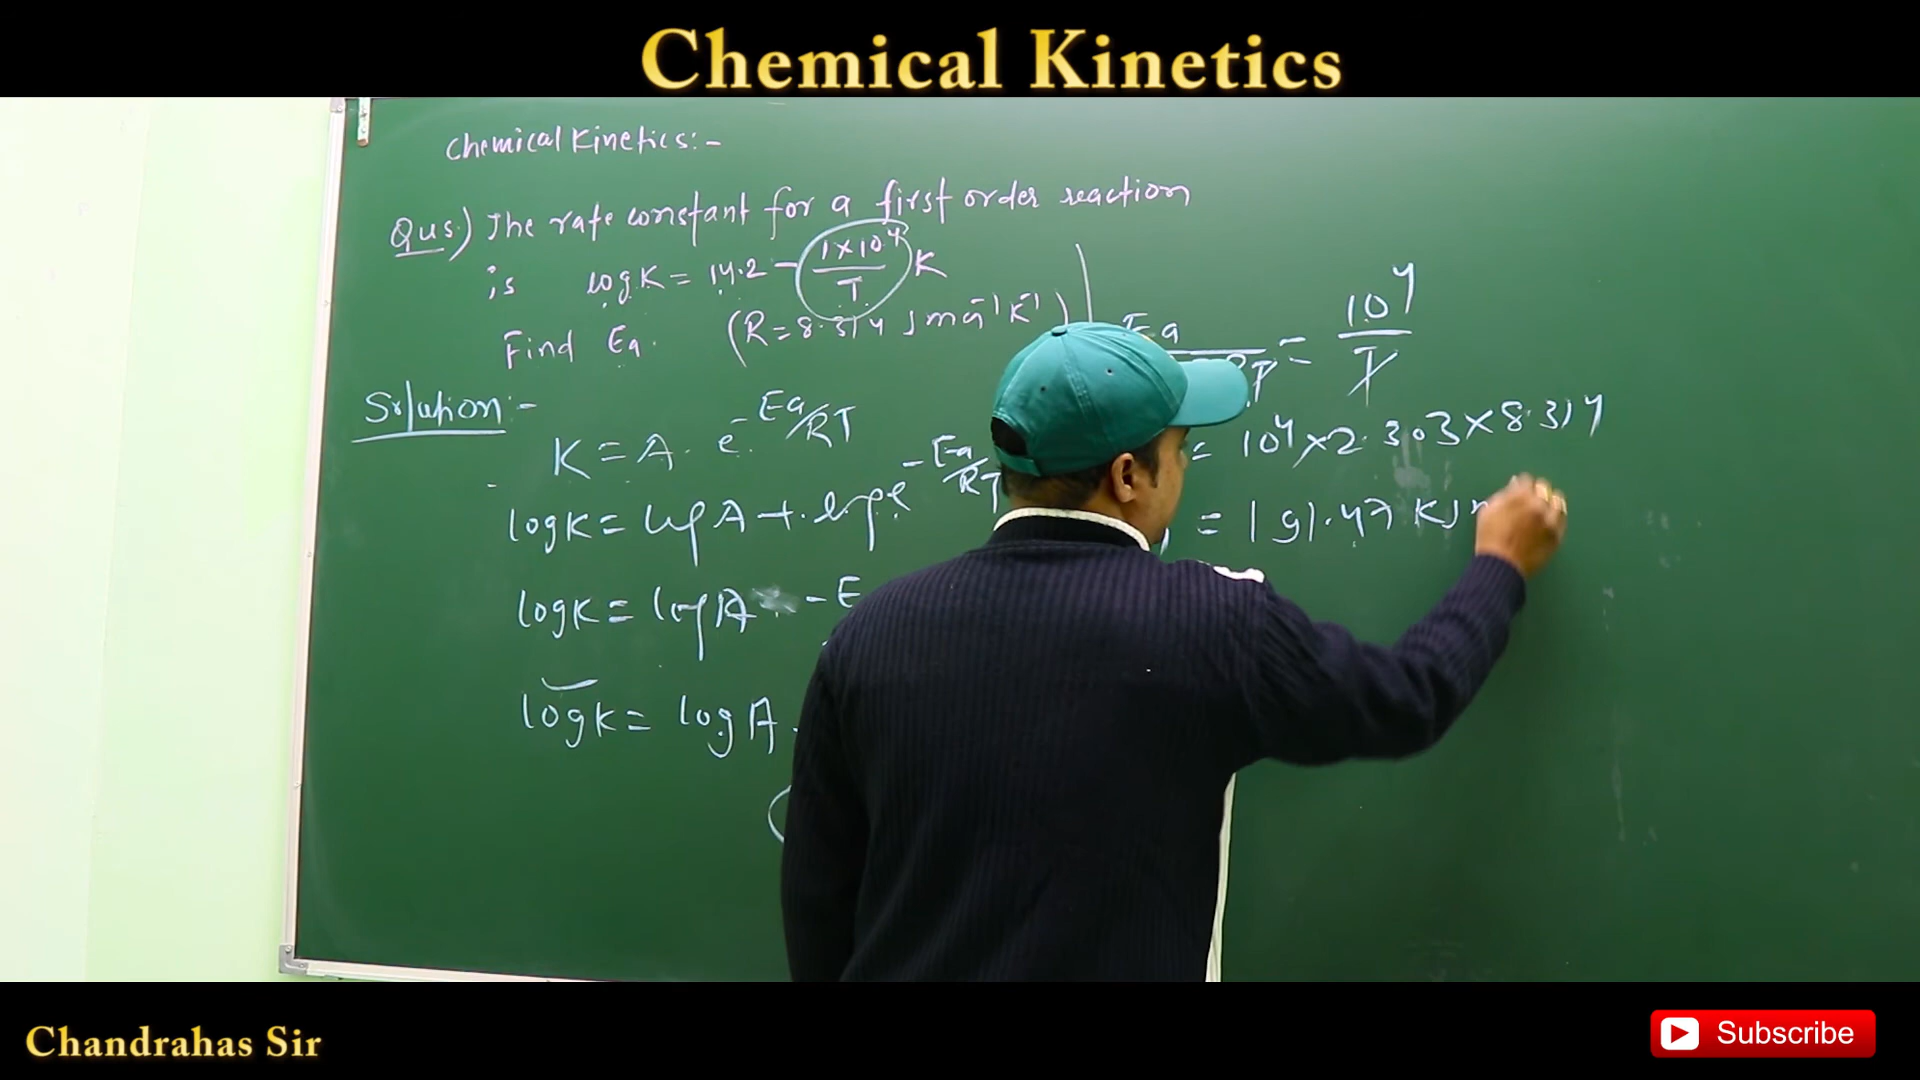 Chemical Kinetics
Chemical Kinetics:-
Qus.) The rate constant for a first order reaction
is log K = 14.2 - 1×10⁴/T K
Find Ea. (R = 8.314 J mol⁻¹ K⁻¹)
Solution:-
K = A. e^-Ea/RT
log K = log A + log e^-Ea/RT
log K = log A - E
log K = log A
Ea = 10⁴/T
= 10⁴×2.303×8.314
= 191.47 KJ
Chandrahas Sir
Subscribe